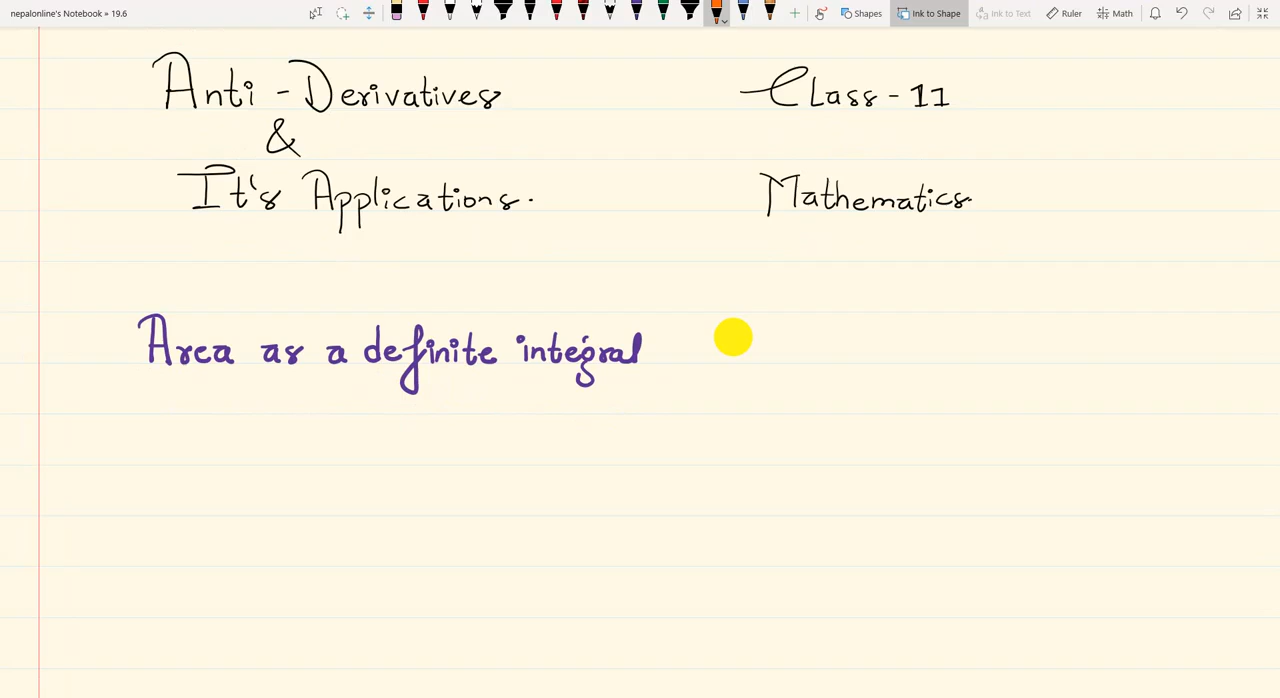 nepalonline's Notebook » 19.6
Shapes
Ink to Shape
Ink to Text
Ruler
Math
Anti - Derivatives
&
It's Applications.
Class - 11
Mathematics.
Area as a definite integral